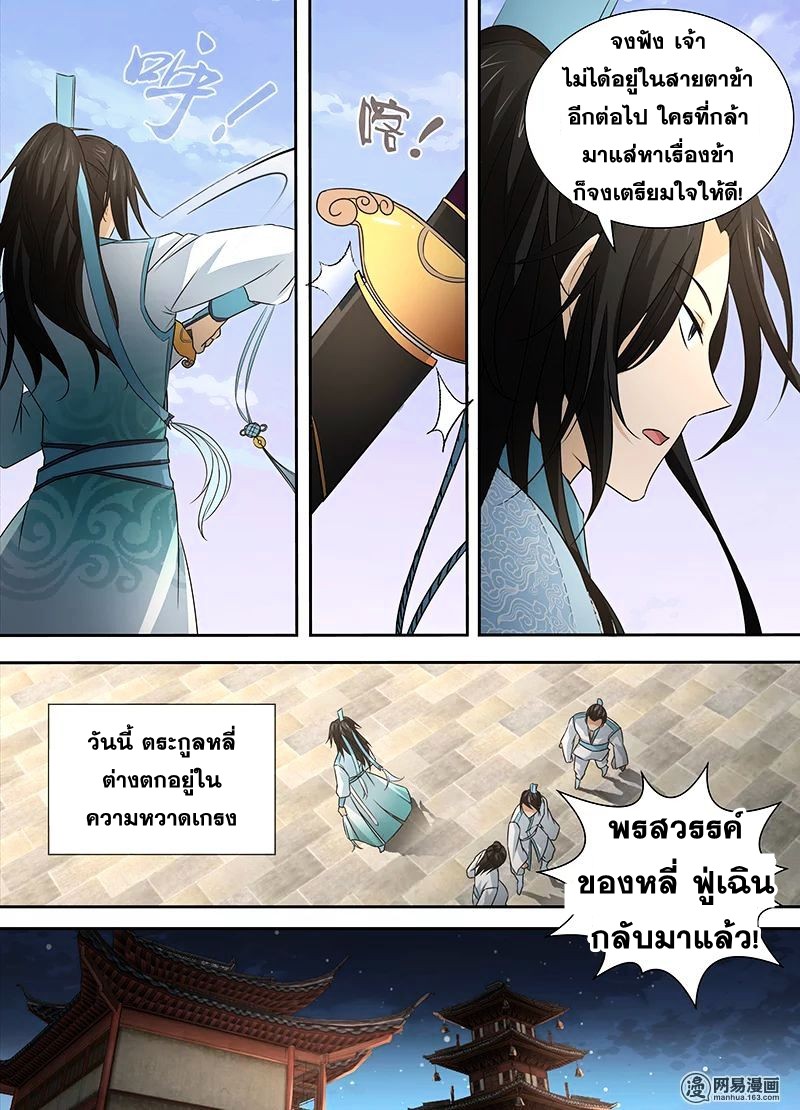 呼!
喀!
จงฟัง เจ้า
ไม่ได้อยู่ในสายตาข้า
อีกต่อไป ใครที่กล้า
มาแส่หาเรื่องข้า
ก็จงเตรียมใจให้ดี!
วันนี้ ตระกูลหลี่
ต่างตกอยู่ใน
ความหวาดเกรง
พรสวรรค์
ของหลี่ ฟู่เฉิน
กลับมาแล้ว!
网易漫画
manhua.163.com